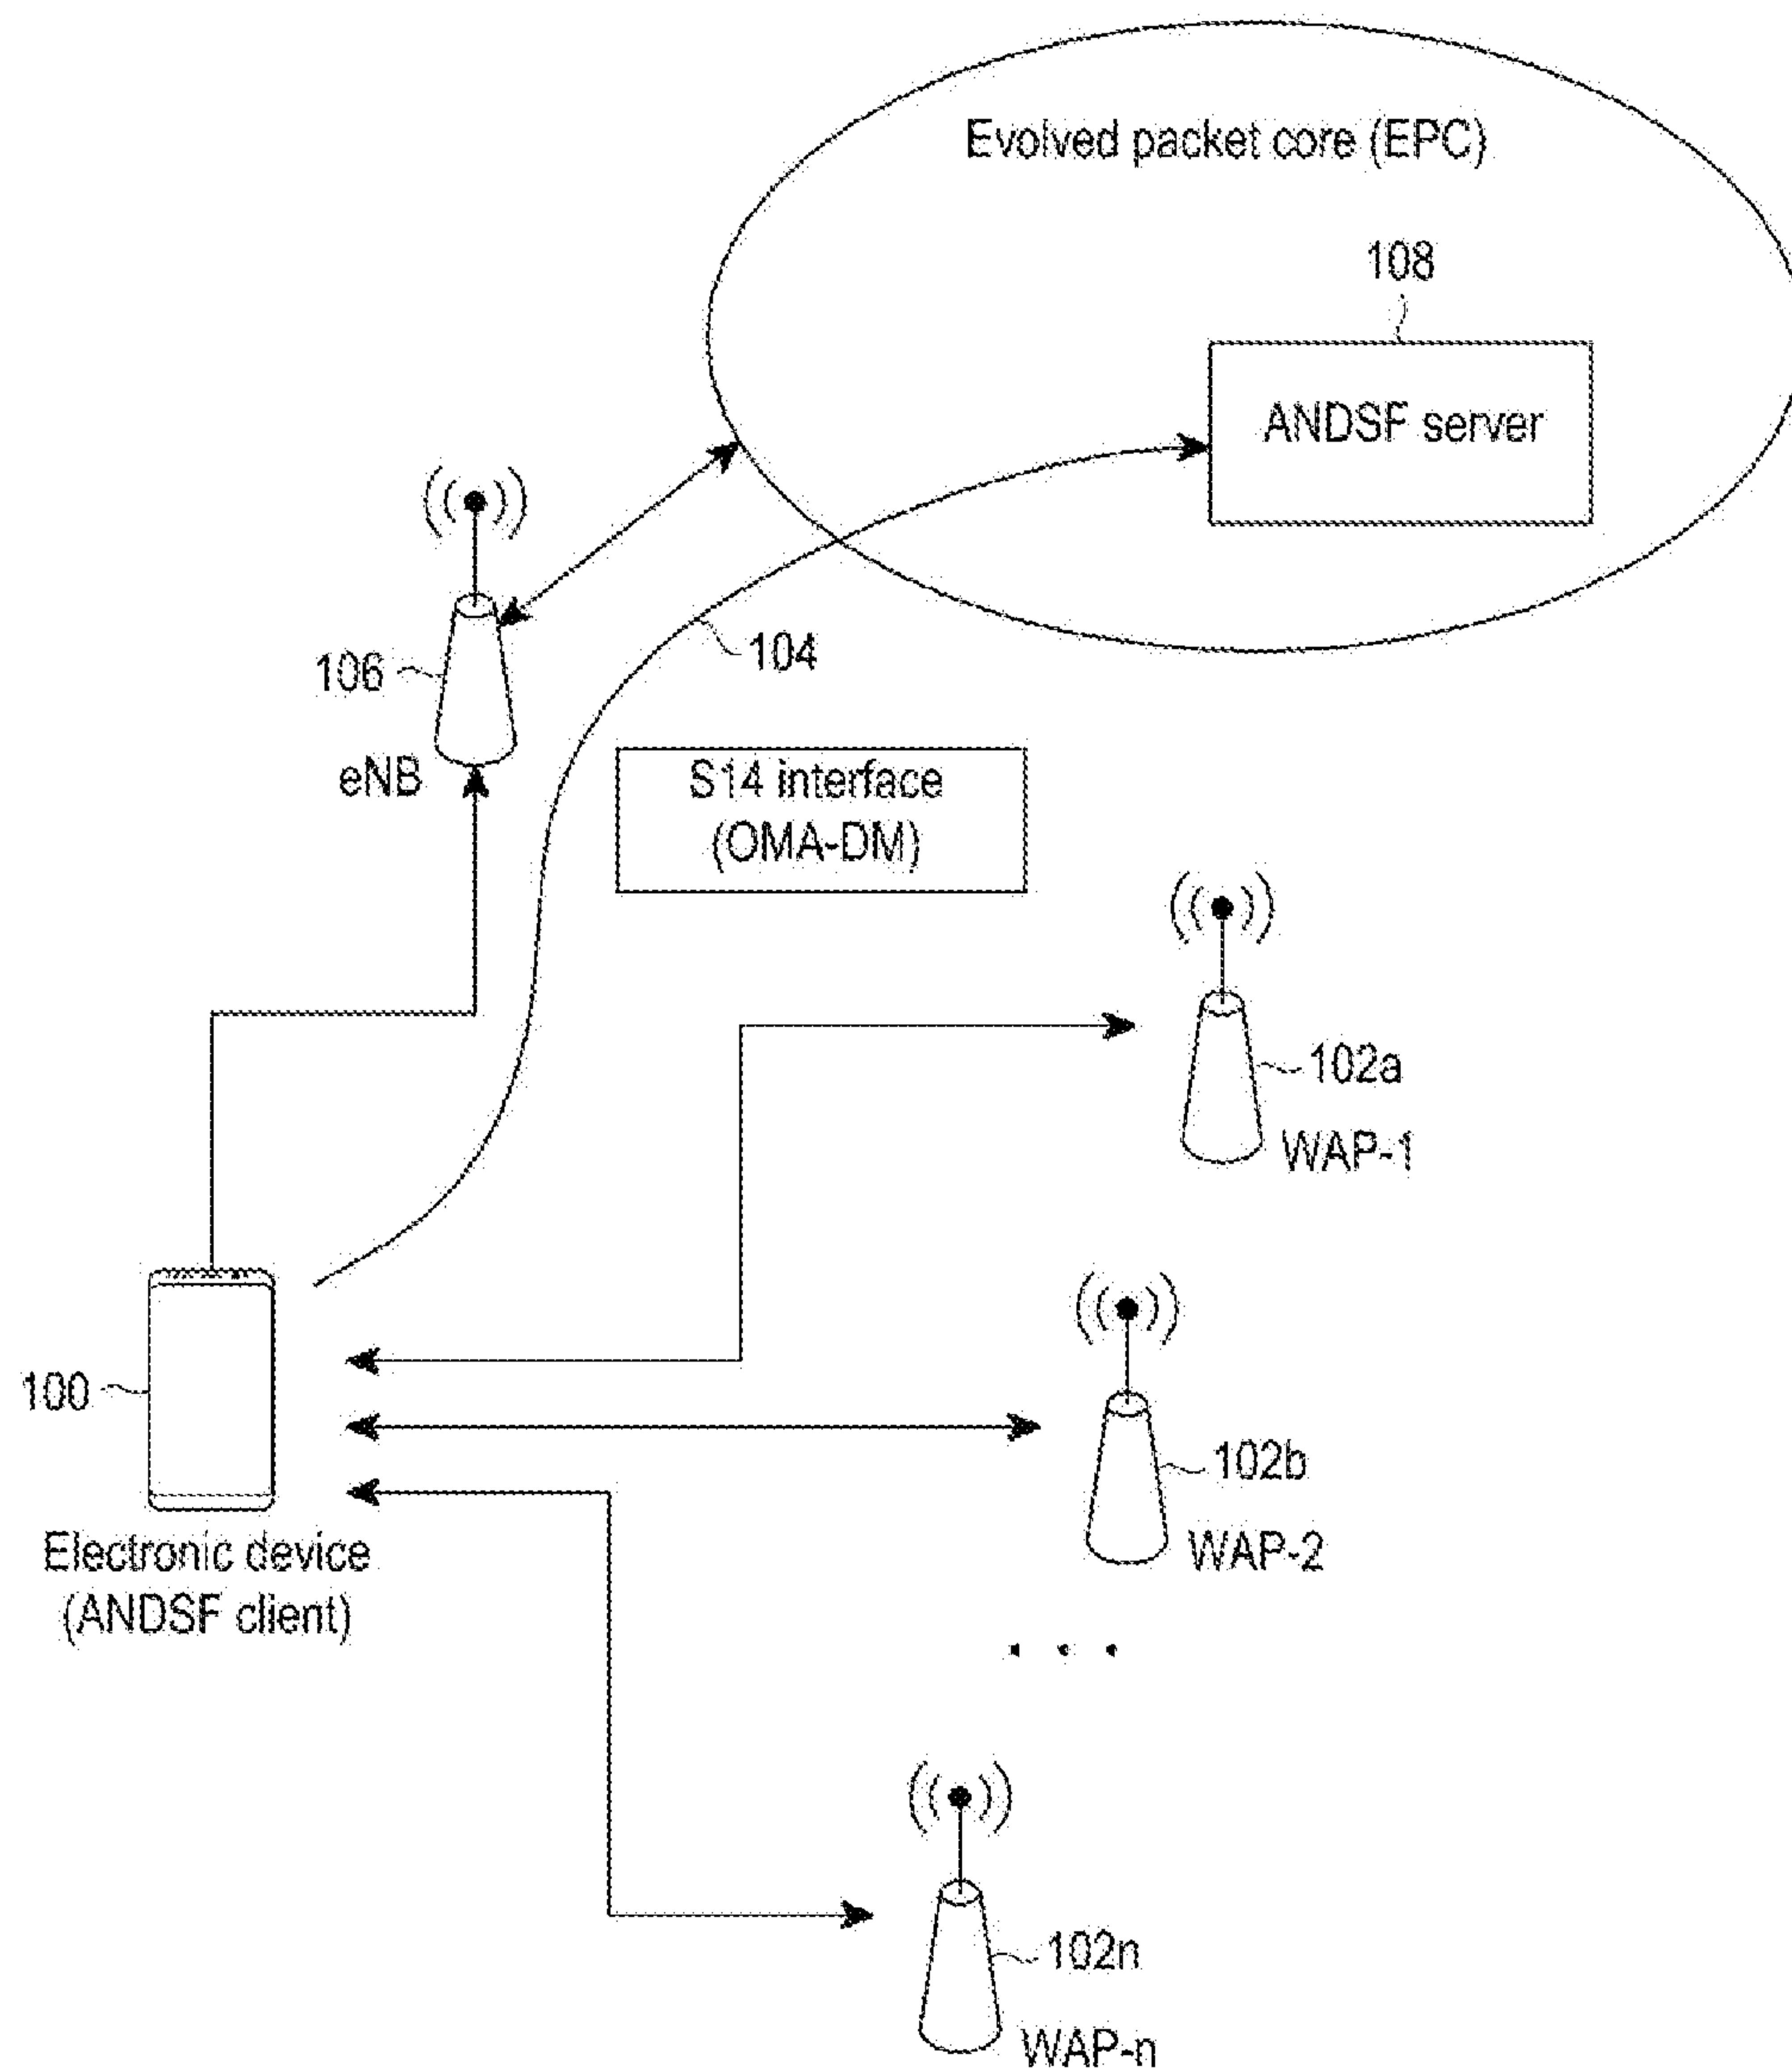 Evolved packet core (EPC)
108
ANDSF server
106
104
eNB
S14 interface
(OMA-DM)
102a
WAP-1
100
102b
Electronic device
(ANDSF client)
WAP-2
. . .
102n
WAP-n